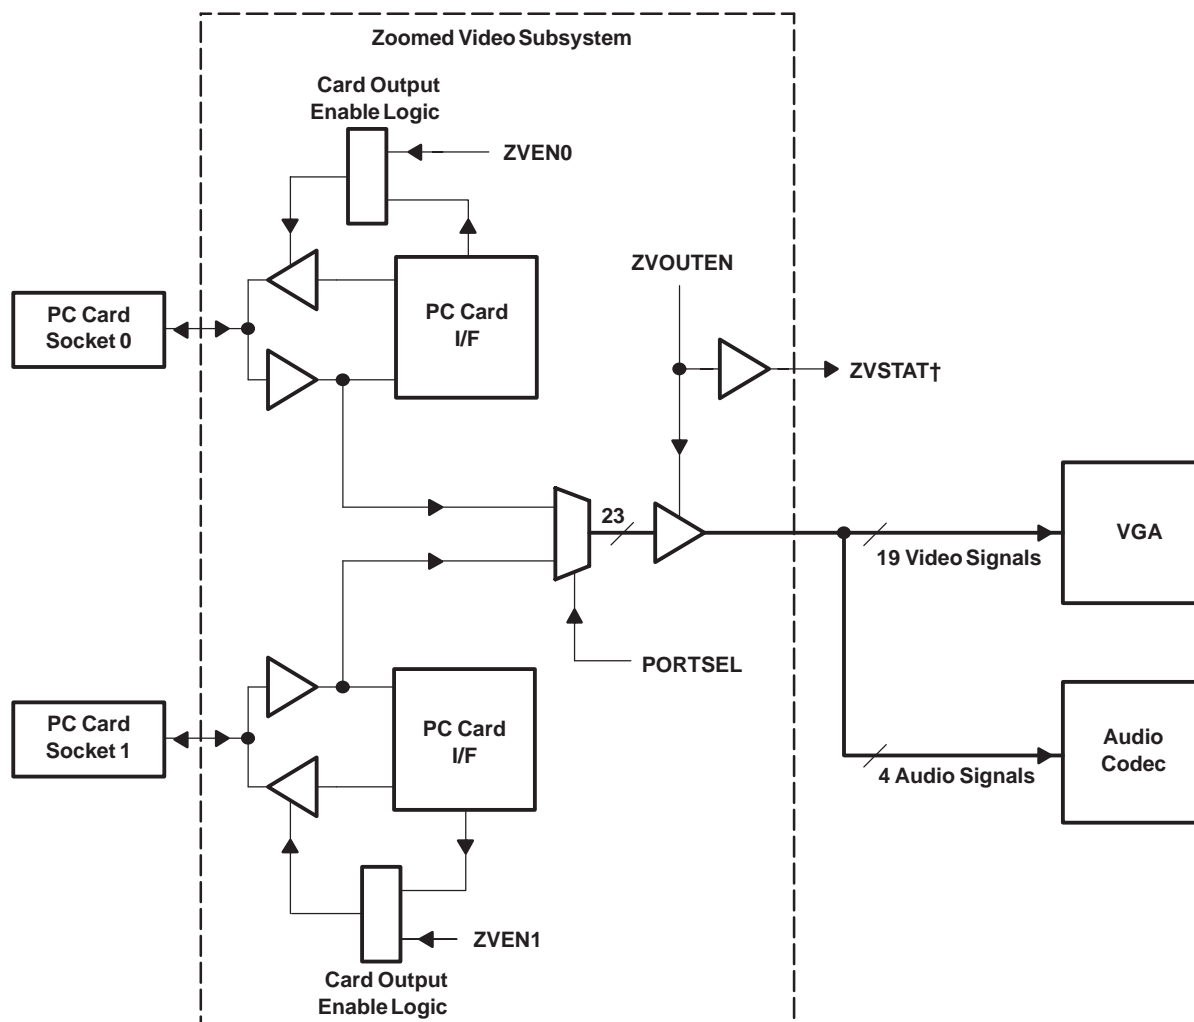 Zoomed Video Subsystem
Card Output
Enable Logic
ZVEN0
ZVOUTEN
PC Card
Socket 0
PC Card
I/F
ZVSTAT†
23
VGA
19 Video Signals
PORTSEL
PC Card
Socket 1
PC Card
I/F
Audio
Codec
4 Audio Signals
ZVEN1
Card Output
Enable Logic